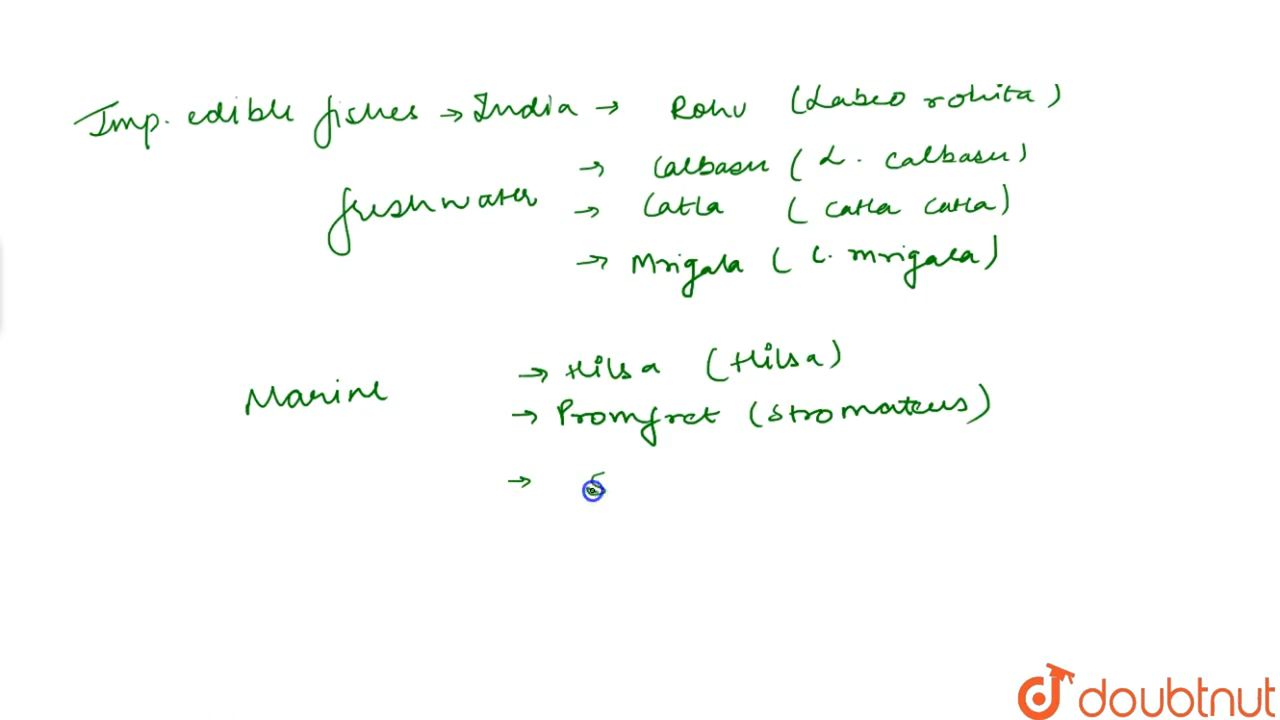 Imp. edible fishes → India → Rohu (Labeo rohita)
freshwater → Calbasu (L. calbasu)
→ Catla (catla catla)
→ Mrigala (C. mrigala)
Marine → Hilsa (Hilsa)
→ Promfret (Stromateus)
→
doubtnut